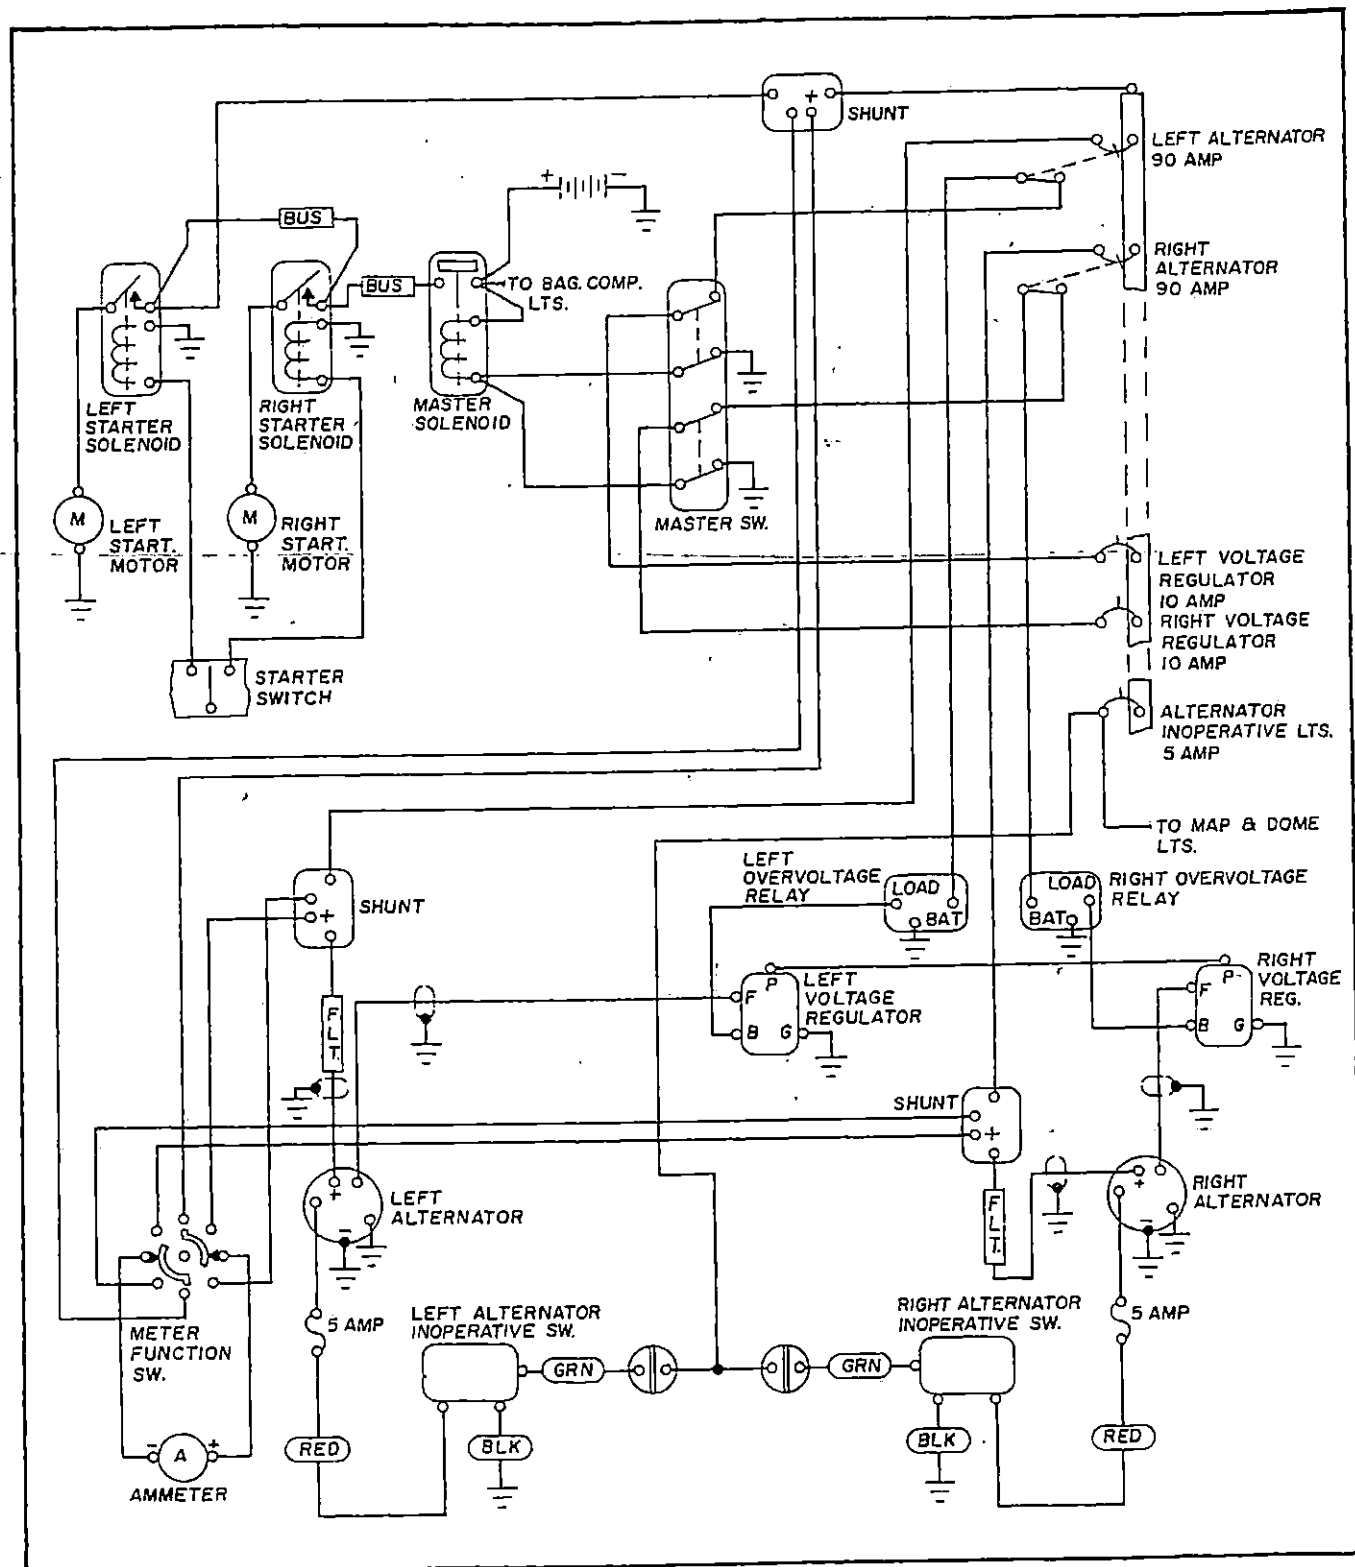 +
SHUNT
LEFT ALTERNATOR
90 AMP
+
-
BUS
RIGHT
ALTERNATOR
90 AMP
BUS
TO BAG. COMP.
LTS.
LEFT
STARTER
SOLENOID
RIGHT
STARTER
SOLENOID
MASTER
SOLENOID
MASTER SW.
M
LEFT
START.
MOTOR
M
RIGHT
START.
MOTOR
LEFT VOLTAGE
REGULATOR
10 AMP
RIGHT VOLTAGE
REGULATOR
10 AMP
STARTER
SWITCH
ALTERNATOR
INOPERATIVE LTS.
5 AMP
TO MAP & DOME
LTS.
LEFT
OVERVOLTAGE
RELAY
LOAD
BAT
LOAD
BAT
RIGHT OVERVOLTAGE
RELAY
+
SHUNT
P
F
B
G
LEFT
VOLTAGE
REGULATOR
P
F
B
G
RIGHT
VOLTAGE
REG.
FLT.
SHUNT
+
+
-
LEFT
ALTERNATOR
FLT.
+
-
RIGHT
ALTERNATOR
METER
FUNCTION
SW.
5 AMP
LEFT ALTERNATOR
INOPERATIVE SW.
RIGHT ALTERNATOR
INOPERATIVE SW.
5 AMP
GRN
GRN
RED
BLK
BLK
RED
-
A
+
AMMETER